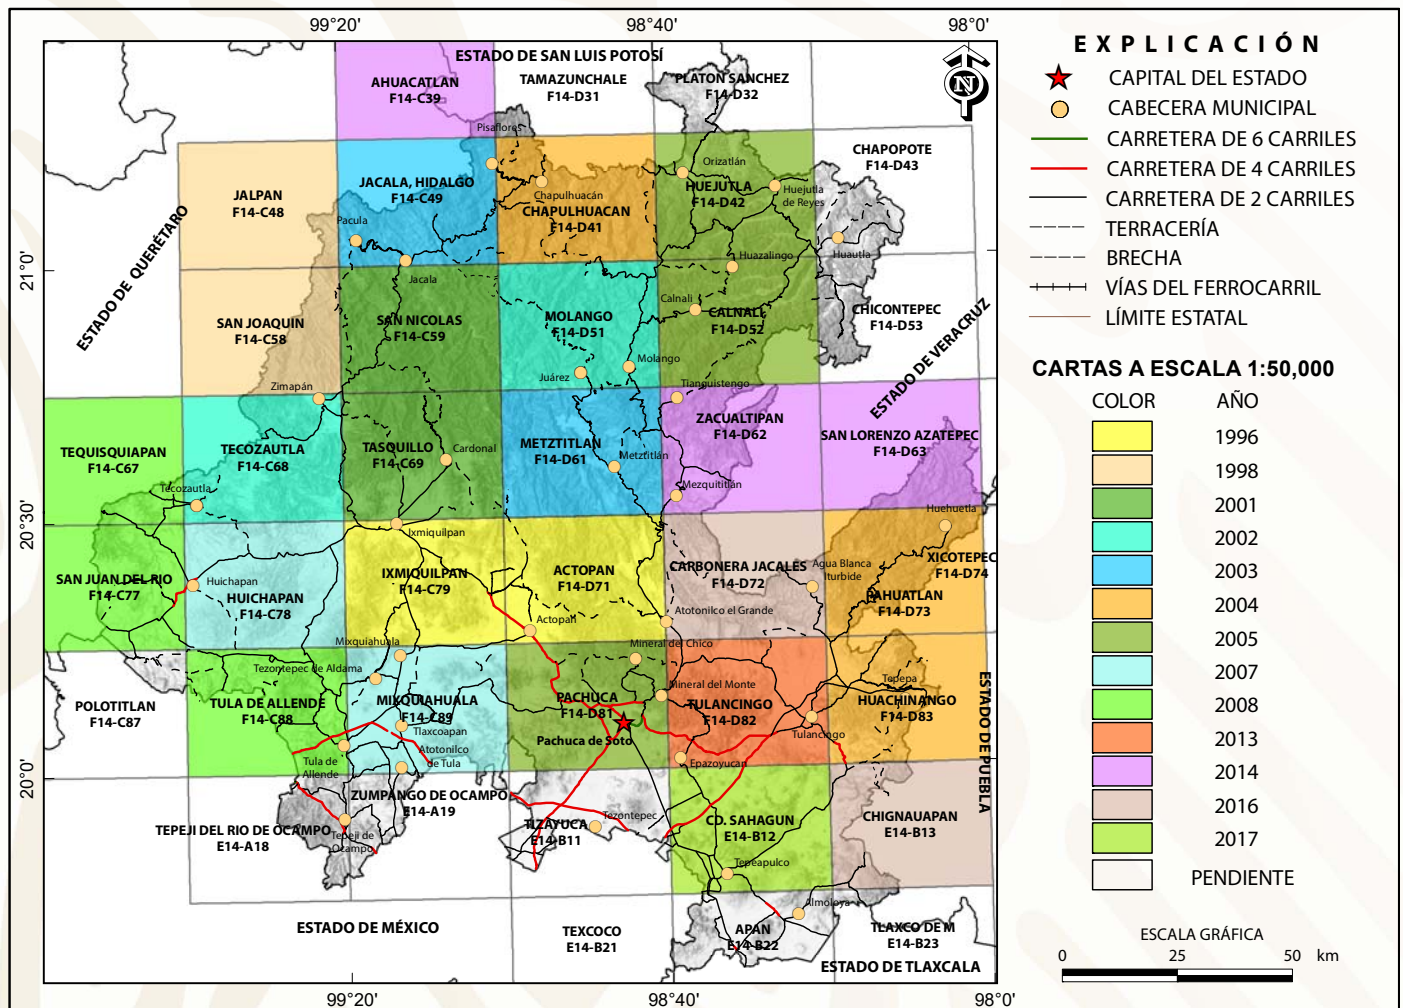 99°20'
98°40'
98°0'
ESTADO DE SAN LUIS POTOSÍ
AHUACATLAN
F14-C39
TAMAZUNCHALE
F14-D31
PLATON SANCHEZ
F14-D32
N
Pisaflores
CHAPOPOTE
F14-D43
Orizatlán
JALPAN
F14-C48
JACALA, HIDALGO
F14-C49
Chapulhuacán
CHAPULHUACAN
F14-D41
HUEJUTLA
F14-D42
Huejutla
de Reyes
Pacula
Huautla
Huazalingo
ESTADO DE QUERÉTARO
21°0'
Jacala
Calnali
SAN JOAQUIN
F14-C58
SAN NICOLAS
F14-C59
MOLANGO
F14-D51
CALNALI
F14-D52
CHICONTEPEC
F14-D53
ESTADO DE VERACRUZ
Molango
Juárez
Zimapán
Tianguistengo
ZACUALTIPAN
F14-D62
SAN LORENZO AZATEPEC
F14-D63
TEQUISQUIAPAN
F14-C67
TECOZAUTLA
F14-C68
TASQUILLO
F14-C69
Cardonal
METZTITLAN
F14-D61
Metztitlán
Mezquititlán
Tecozautla
Huehuetla
20°30'
Ixmiquilpan
XICOTEPEC
F14-D74
SAN JUAN DEL RIO
F14-C77
Huichapan
HUICHAPAN
F14-C78
IXMIQUILPAN
F14-C79
ACTOPAN
F14-D71
CARBONERA JACALES
F14-D72
Agua Blanca
Iturbide
PAHUATLAN
F14-D73
Atotonilco el Grande
Actopan
Mixquiahuala
Mineral del Chico
Tezontepec de Aldama
Tepepa
Mineral del Monte
POLOTITLAN
F14-C87
TULA DE ALLENDE
F14-C88
MIXQUIAHUALA
F14-C89
PACHUCA
F14-D81
TULANCINGO
F14-D82
HUACHINANGO
F14-D83
ESTADO DE PUEBLA
Tlaxcoapan
Pachuca de Soto
Tulancingo
Atotonilco
de Tula
Tula de
Allende
Epazoyucan
20°0'
ZUMPANGO DE OCAMPO
E14-A19
Tezontepec
TEPEJI DEL RIO DE OCAMPO
E14-A18
Tepeji de
Ocampo
TIZAYUCA
E14-B11
CD. SAHAGUN
E14-B12
CHIGNAUAPAN
E14-B13
Tepeapulco
Almoloya
ESTADO DE MÉXICO
TEXCOCO
E14-B21
APAN
E14-B22
TLAXCO DE M
E14-B23
ESTADO DE TLAXCALA
99°20'
98°40'
98°0'
EXPLICACIÓN
CAPITAL DEL ESTADO
CABECERA MUNICIPAL
CARRETERA DE 6 CARRILES
CARRETERA DE 4 CARRILES
CARRETERA DE 2 CARRILES
TERRACERÍA
BRECHA
VÍAS DEL FERROCARRIL
LÍMITE ESTATAL
CARTAS A ESCALA 1:50,000
COLOR AÑO
1996
1998
2001
2002
2003
2004
2005
2007
2008
2013
2014
2016
2017
PENDIENTE
ESCALA GRÁFICA
0 25 50 km